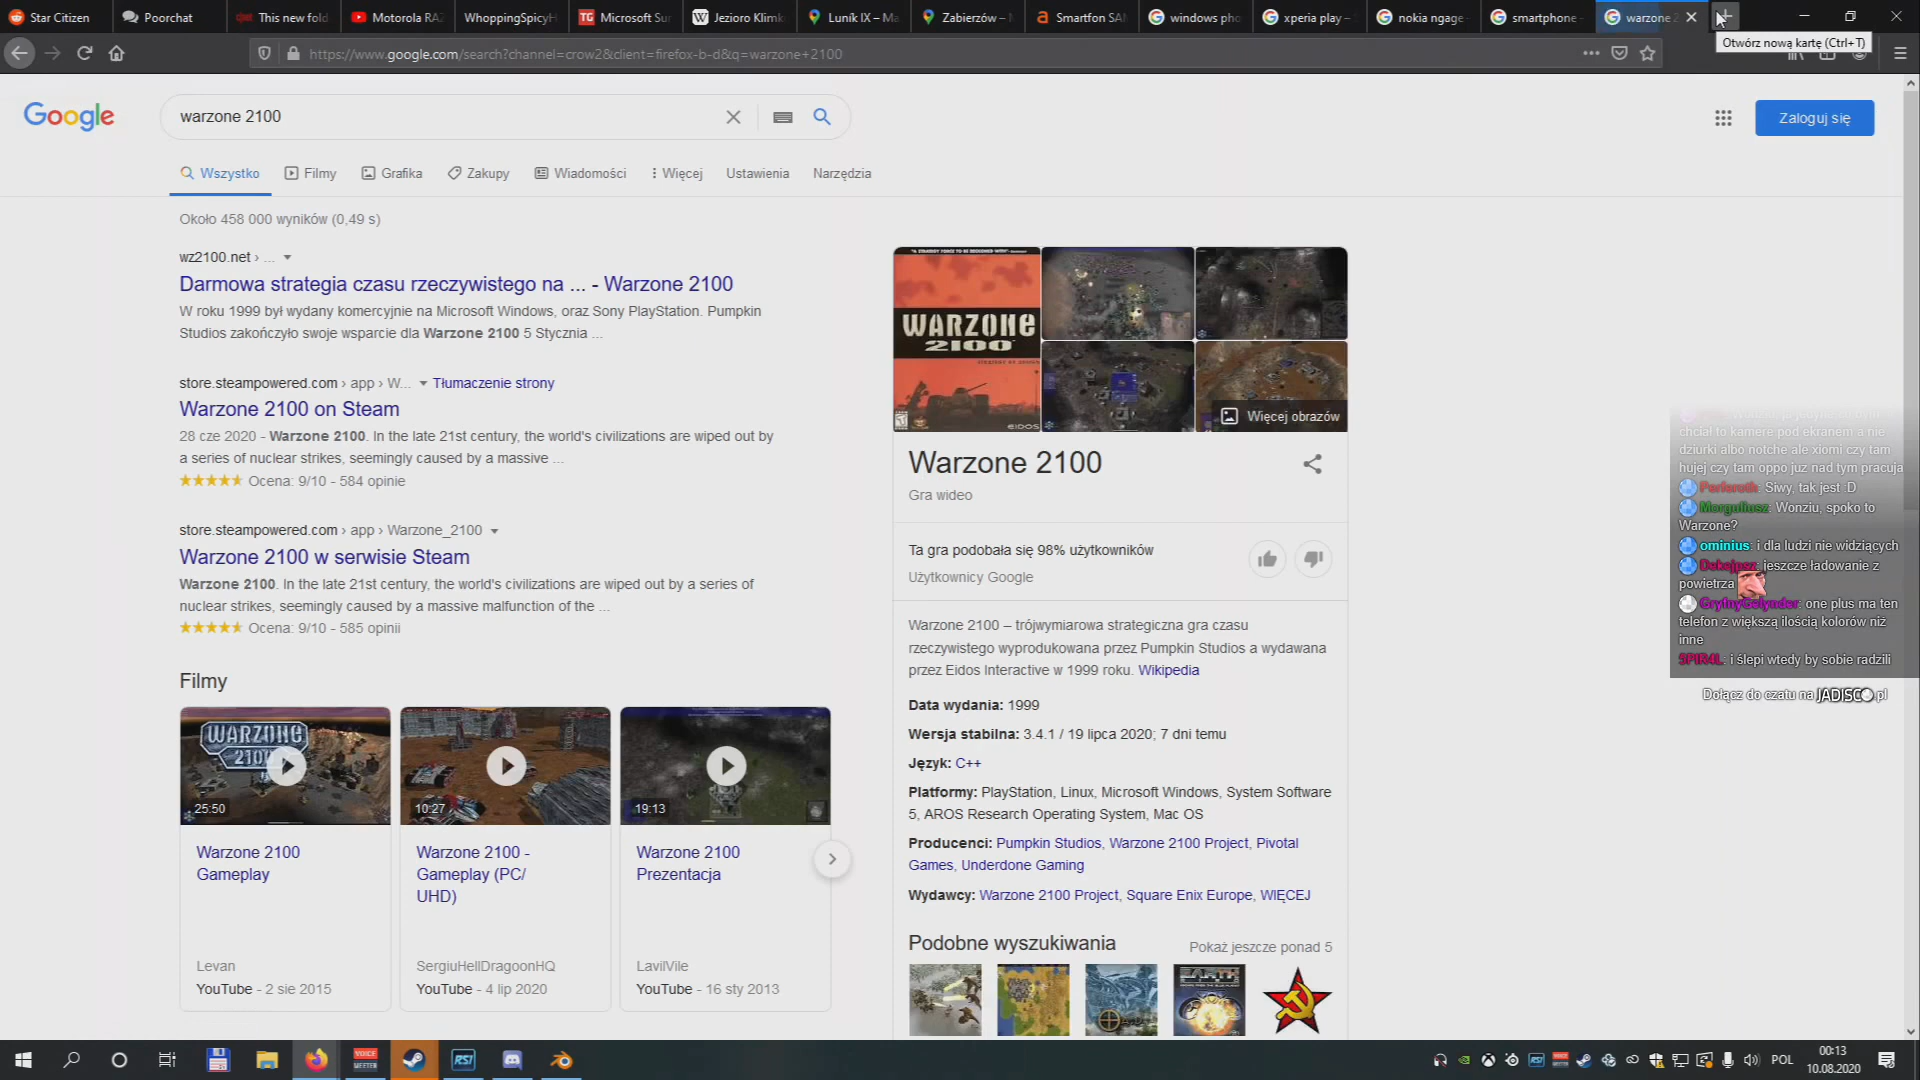 Star Citizen
Poorchat
This new fold
Motorola RAZ
WhoppingSpicyH
Microsoft Sur
Jezioro Klimk
Luník IX – Ma
Zabierzów –
Smartfon SAM
windows pho
xperia play –
nokia ngage
smartphone
warzone 2
Otwórz nową kartę (Ctrl+T)
https://www.google.com/search?channel=crow2&client=firefox-b-d&q=warzone+2100
Google
warzone 2100
Zaloguj się
Wszystko
Filmy
Grafika
Zakupy
Wiadomości
Więcej
Ustawienia
Narzędzia
Około 458 000 wyników (0,49 s)
wz2100.net › ...
Darmowa strategia czasu rzeczywistego na ... - Warzone 2100
W roku 1999 był wydany komercyjnie na Microsoft Windows, oraz Sony PlayStation. Pumpkin
Studios zakończyło swoje wsparcie dla Warzone 2100 5 Stycznia ...
store.steampowered.com › app › W... Tłumaczenie strony
Warzone 2100 on Steam
28 cze 2020 - Warzone 2100. In the late 21st century, the world's civilizations are wiped out by
a series of nuclear strikes, seemingly caused by a massive ...
Ocena: 9/10 - 584 opinie
store.steampowered.com › app › Warzone_2100
Warzone 2100 w serwisie Steam
Warzone 2100. In the late 21st century, the world's civilizations are wiped out by a series of
nuclear strikes, seemingly caused by a massive malfunction of the ...
Ocena: 9/10 - 585 opinii
Filmy
WARZONE
2100
25:50
10:27
19:13
Warzone 2100
Gameplay
Warzone 2100 -
Gameplay (PC/
UHD)
Warzone 2100
Prezentacja
Levan
YouTube - 2 sie 2015
SergiuHellDragoonHQ
YouTube - 4 lip 2020
LavilVile
YouTube - 16 sty 2013
WARZONE
2100
EIDOS
Więcej obrazów
Warzone 2100
Gra wideo
Ta gra podobała się 98% użytkowników
Użytkownicy Google
Warzone 2100 – trójwymiarowa strategiczna gra czasu
rzeczywistego wyprodukowana przez Pumpkin Studios a wydawana
przez Eidos Interactive w 1999 roku. Wikipedia
Data wydania: 1999
Wersja stabilna: 3.4.1 / 19 lipca 2020; 7 dni temu
Język: C++
Platformy: PlayStation, Linux, Microsoft Windows, System Software
5, AROS Research Operating System, Mac OS
Producenci: Pumpkin Studios, Warzone 2100 Project, Pivotal
Games, Underdone Gaming
Wydawcy: Warzone 2100 Project, Square Enix Europe, WIĘCEJ
Podobne wyszukiwania
Pokaż jeszcze ponad 5
EARTH
chciał to kamere pod ekranem a nie
dziurki albo notche ale xiomi czy tam
hujej czy tam oppo juz nad tym pracuja
Siwy, tak jest :D
Morguliusz: Wonziu, spoko to
Warzone?
ominius: i dla ludzi nie widziących
jeszcze ładowanie z
powietrza
one plus ma ten
telefon z większą ilością kolorów niż
inne
SPIR4L: i ślepi wtedy by sobie radzili
Dołącz do czatu na JADISCO.pl
VOICE
MEETER
RSI
POL
00:13
10.08.2020